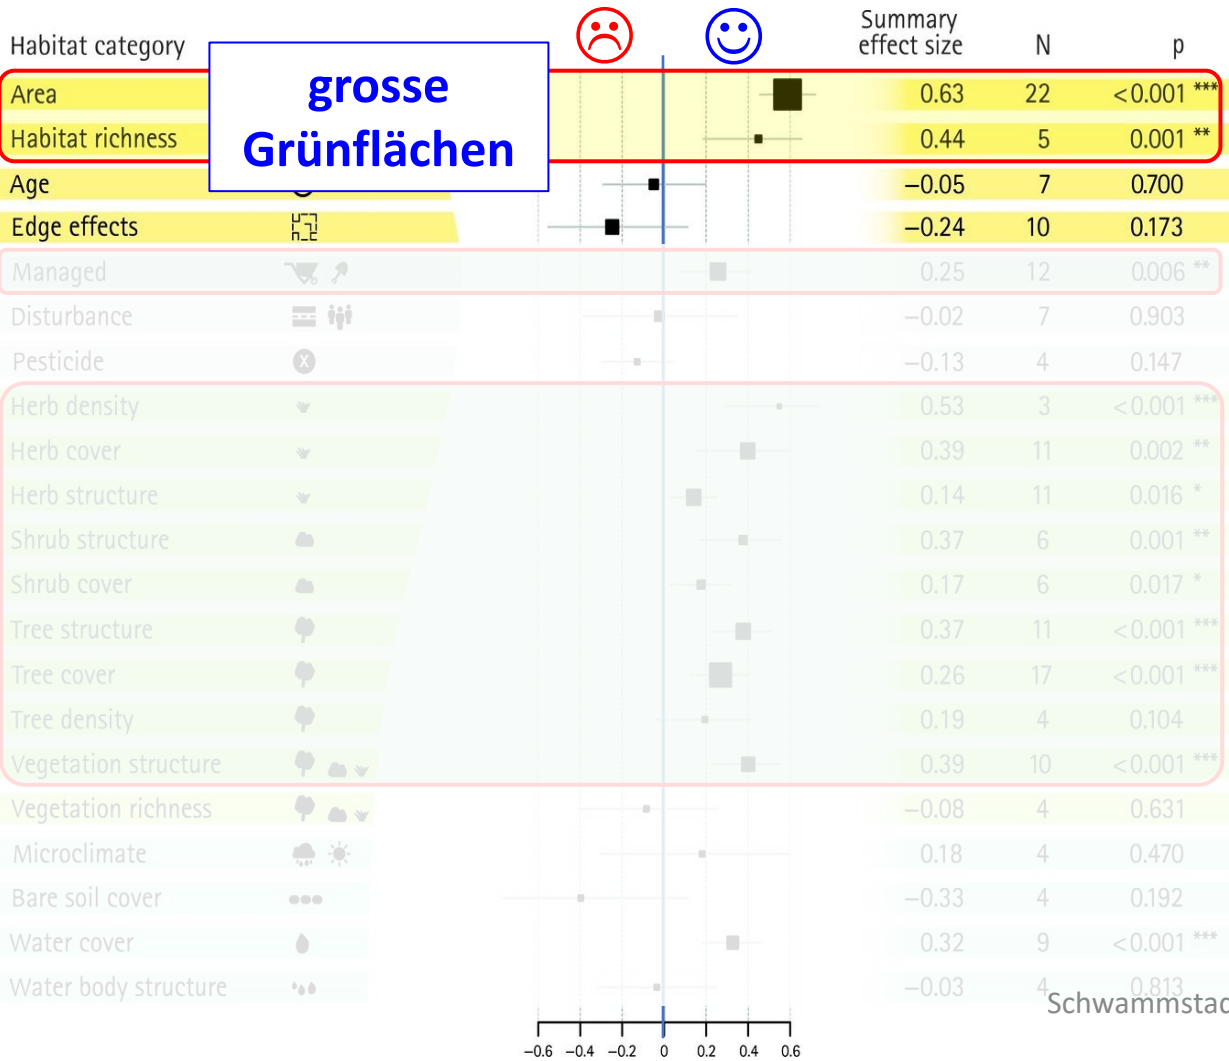 Habitat category Summary effect size N p
grosse
Grünflächen
Area 0.63 22 <0.001 ***
Habitat richness 0.44 5 0.001 **
Age −0.05 7 0.700
Edge effects −0.24 10 0.173
Managed 0.25 12 0.006 **
Disturbance −0.02 7 0.903
Pesticide X −0.13 4 0.147
Herb density 0.53 3 <0.001 ***
Herb cover 0.39 11 0.002 **
Herb structure 0.14 11 0.016 *
Shrub structure 0.37 6 0.001 **
Shrub cover 0.17 6 0.017 *
Tree structure 0.37 11 <0.001 ***
Tree cover 0.26 17 <0.001 ***
Tree density 0.19 4 0.104
Vegetation structure 0.39 10 <0.001 ***
Vegetation richness −0.08 4 0.631
Microclimate 0.18 4 0.470
Bare soil cover −0.33 4 0.192
Water cover 0.32 9 <0.001 ***
Water body structure −0.03 4 0.813
Schwammstad
−0.6 −0.4 −0.2 0 0.2 0.4 0.6